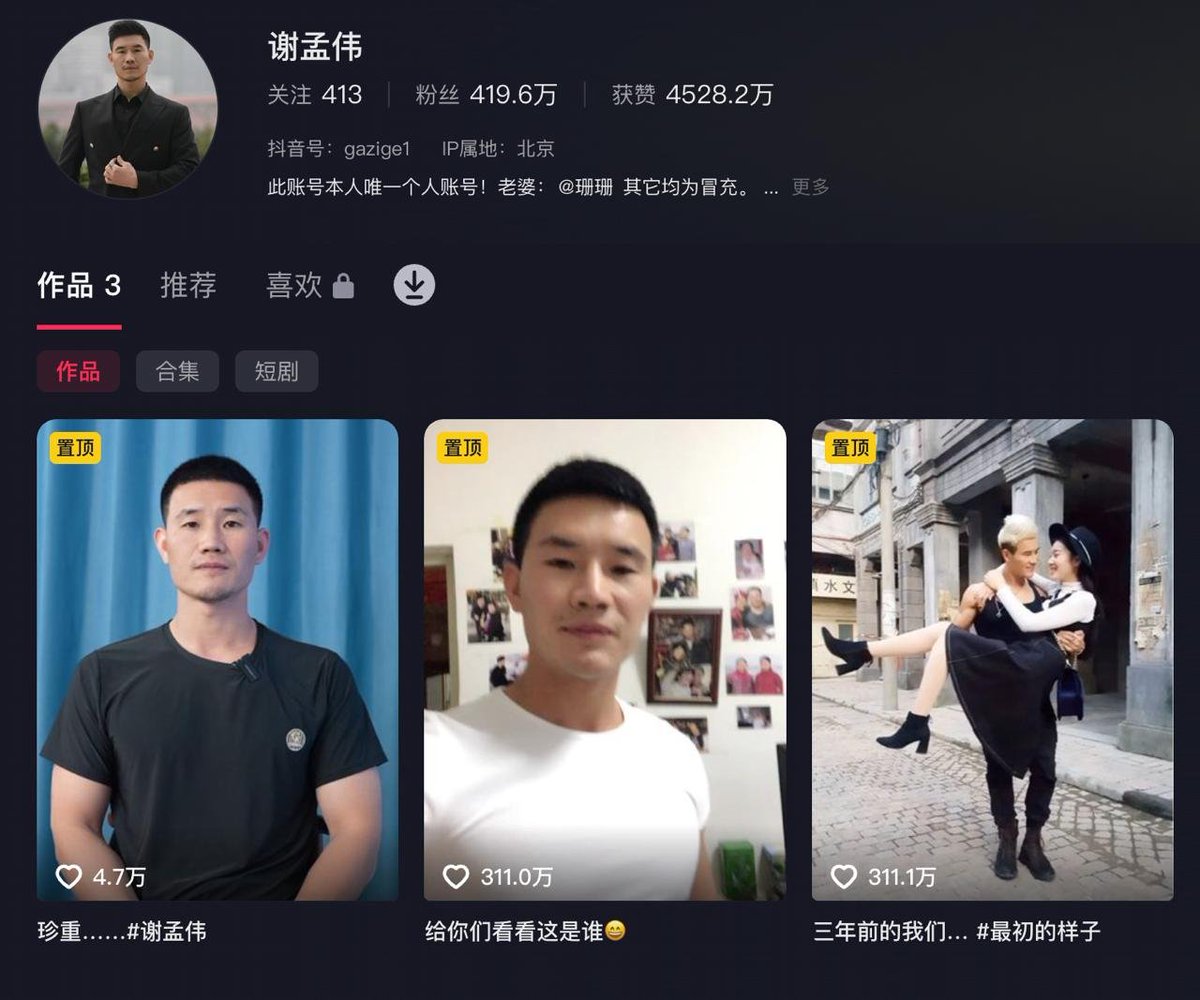 谢孟伟
关注 413 粉丝 419.6万 获赞 4528.2万
抖音号：gazige1 IP属地：北京
此账号本人唯一个人账号！老婆：@珊珊 其它均为冒充。 ... 更多
作品 3 推荐 喜欢
作品 合集 短剧
置顶 置顶 置顶
镇水文
4.7万 311.0万 311.1万
珍重……#谢孟伟 给你们看看这是谁😄 三年前的我们... #最初的样子